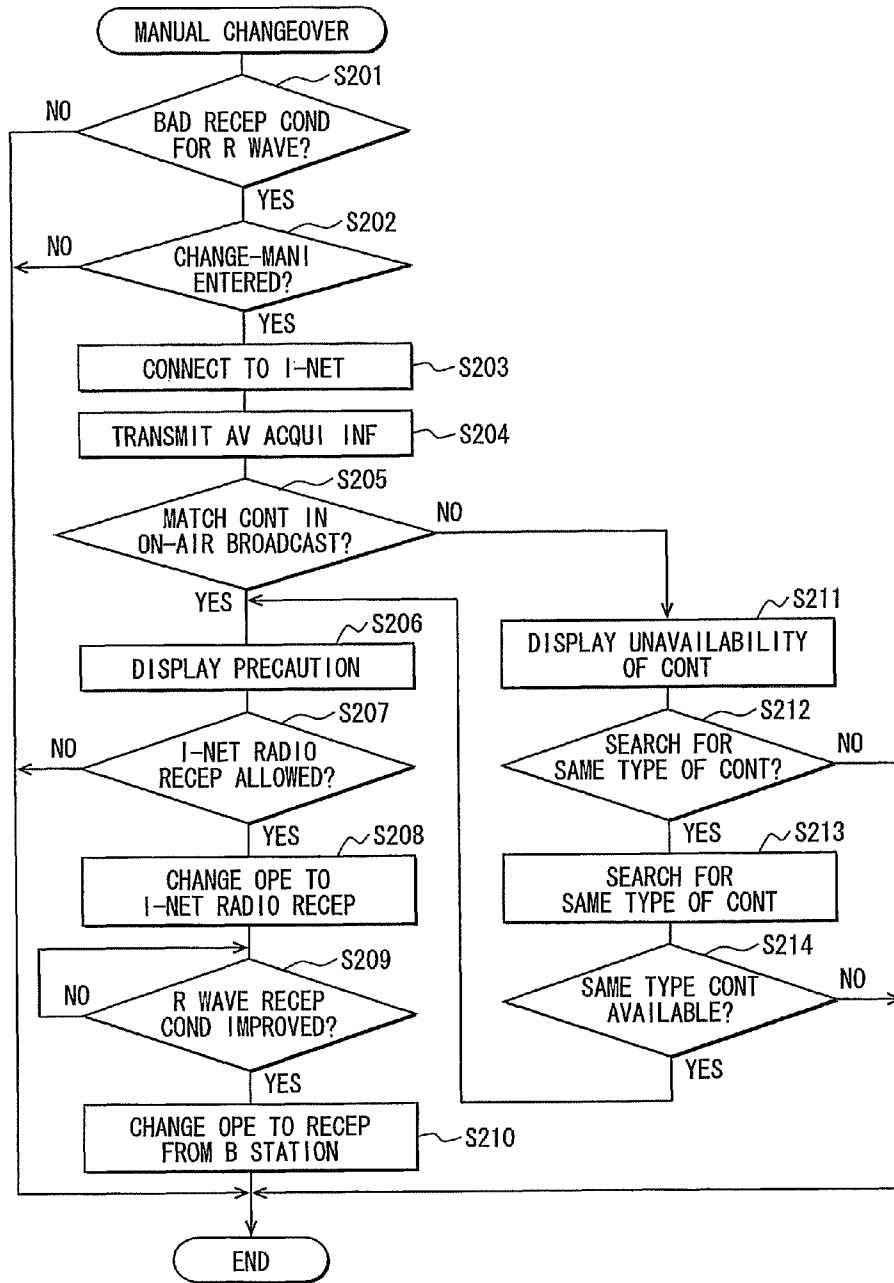 MANUAL CHANGEOVER
S201
NO
BAD RECEP COND
FOR R WAVE?
YES
S202
NO
CHANGE-MANI
ENTERED?
YES
CONNECT TO I-NET
S203
TRANSMIT AV ACQUI INF
S204
S205
MATCH CONT IN
ON-AIR BROADCAST?
NO
YES
S206
DISPLAY PRECAUTION
S207
NO
I-NET RADIO
RECEP ALLOWED?
YES
S208
CHANGE OPE TO
I-NET RADIO RECEP
S209
NO
R WAVE RECEP
COND IMPROVED?
YES
CHANGE OPE TO RECEP
FROM B STATION
S210
S211
DISPLAY UNAVAILABILITY
OF CONT
S212
SEARCH FOR
SAME TYPE OF CONT?
NO
YES
S213
SEARCH FOR
SAME TYPE OF CONT
S214
SAME TYPE CONT
AVAILABLE?
NO
YES
END